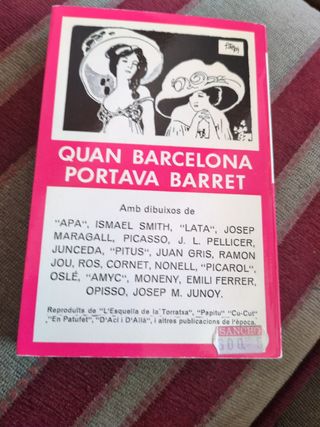 QUAN BARCELONA
PORTAVA BARRET
Amb dibuixos de
"APA", ISMAEL SMITH, "LATA", JOSEP
MARAGALL, PICASSO, J. L. PELLICER,
JUNCEDA, "PITUS", JUAN GRIS, RAMON
JOU, ROS, CORNET, NONELL, "PICAROL",
OSLÉ, "AMYC", MONENY, EMILI FERRER,
OPISSO, JOSEP M. JUNOY.
Reproduïts de "L'Esquella de la Torratxa", "Papitu" "Cu-Cut"
"En Patufet", "D'Ací i D'Allà", i altres publicacions de l'època.
SANCHO